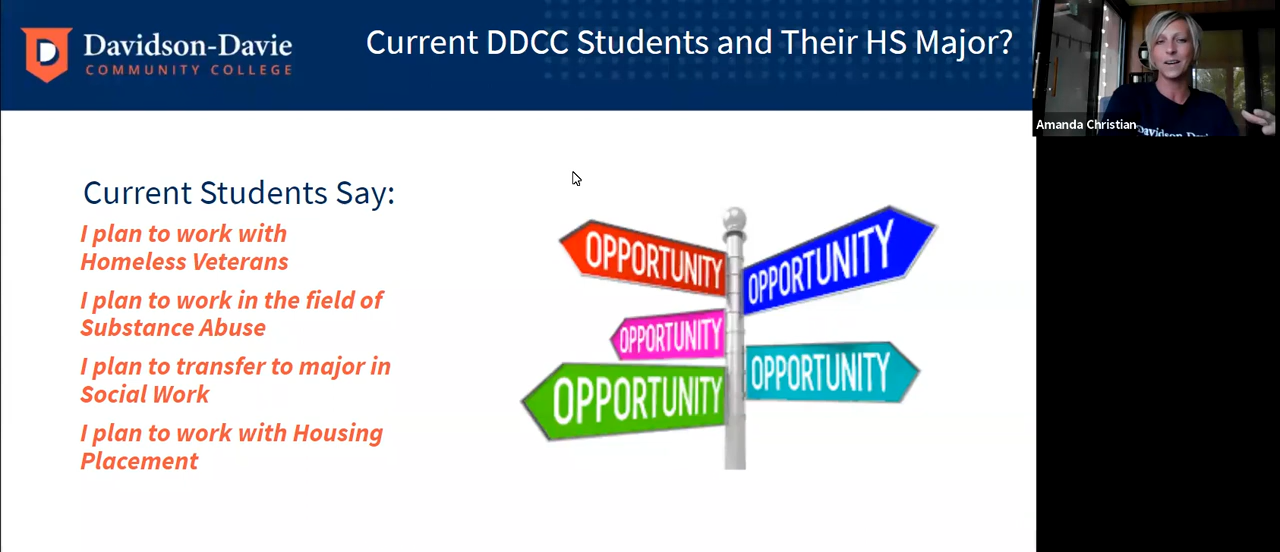 Davidson-Davie
COMMUNITY COLLEGE
Current DDCC Students and Their HS Major?
Amanda Christian
Davidson-Davie
Current Students Say:
I plan to work with
Homeless Veterans
I plan to work in the field of
Substance Abuse
I plan to transfer to major in
Social Work
I plan to work with Housing
Placement
OPPORTUNITY
OPPORTUNITY
OPPORTUNITY
OPPORTUNITY
OPPORTUNITY